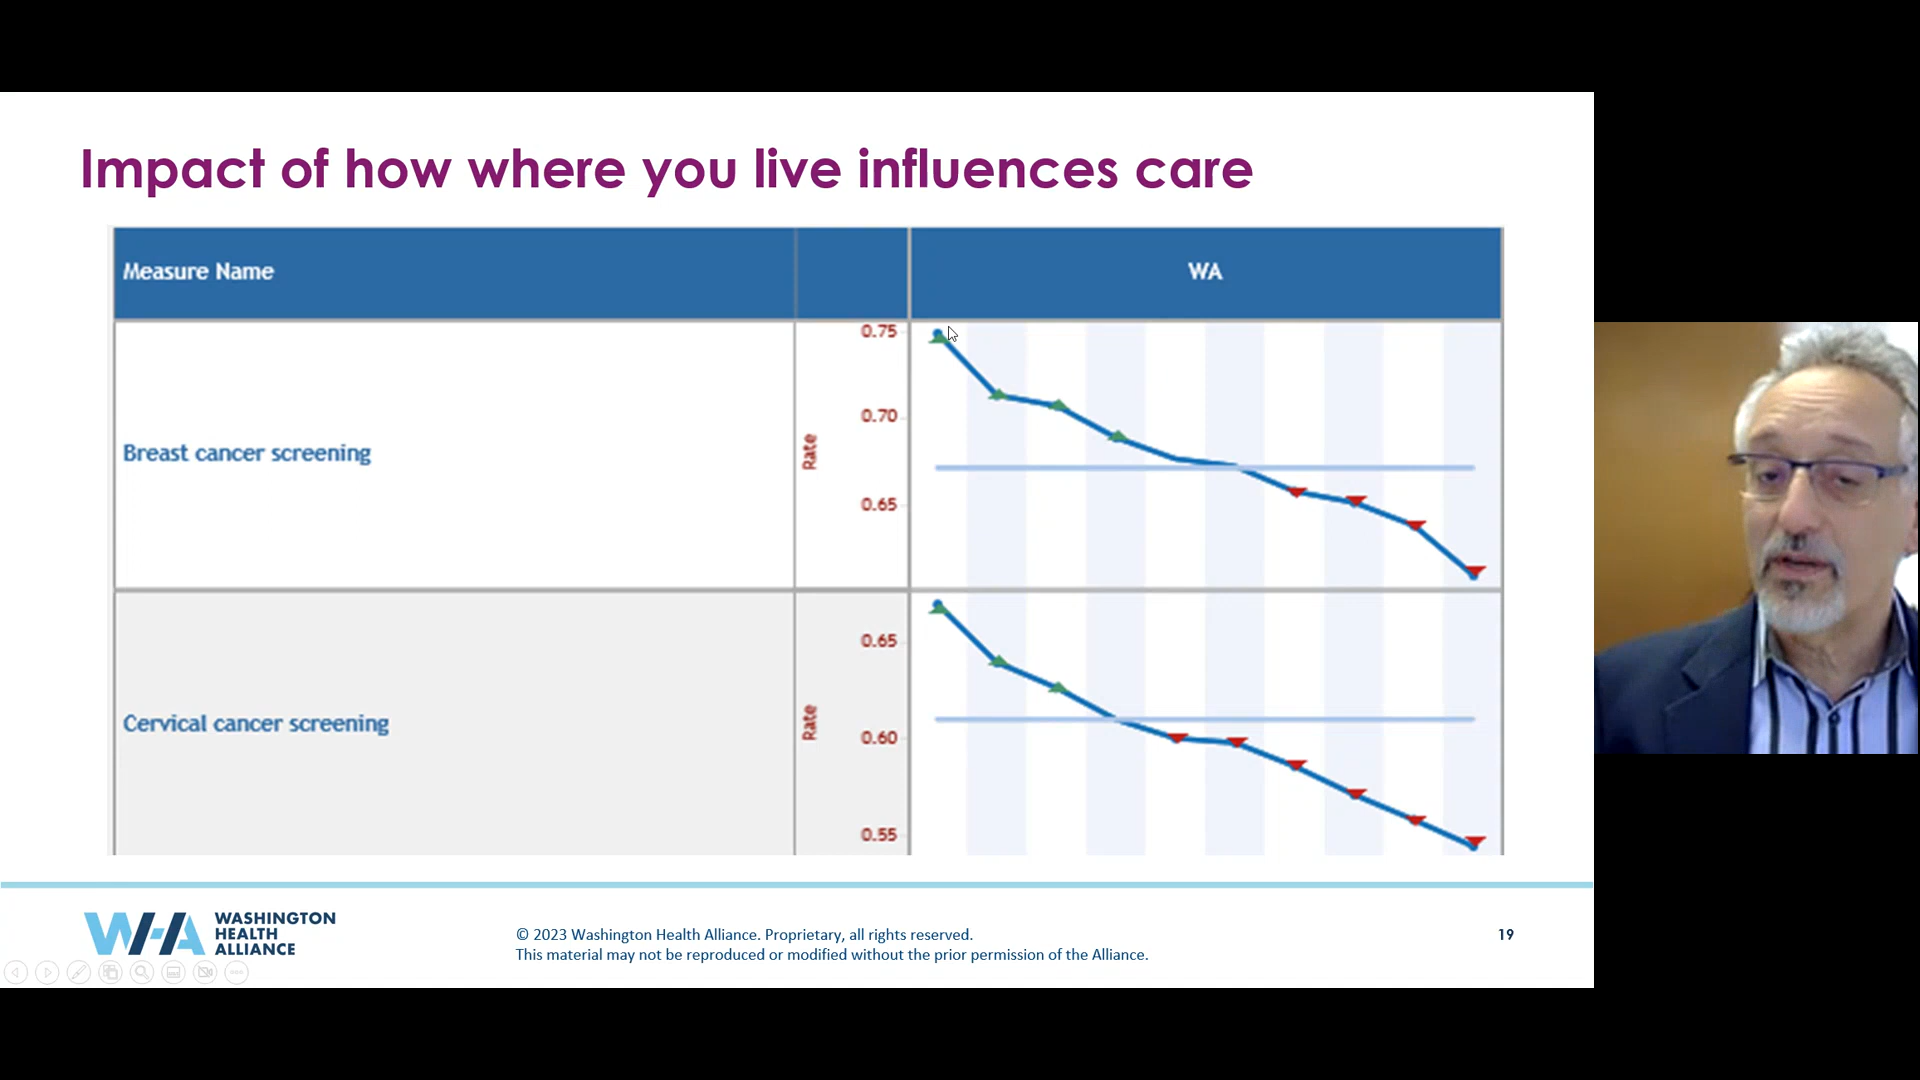 Impact of how where you live influences care
Measure Name
WA
Breast cancer screening
Rate
0.75
0.70
0.65
Cervical cancer screening
Rate
0.65
0.60
0.55
WHA
WASHINGTON
HEALTH
ALLIANCE
© 2023 Washington Health Alliance. Proprietary, all rights reserved.
This material may not be reproduced or modified without the prior permission of the Alliance.
19